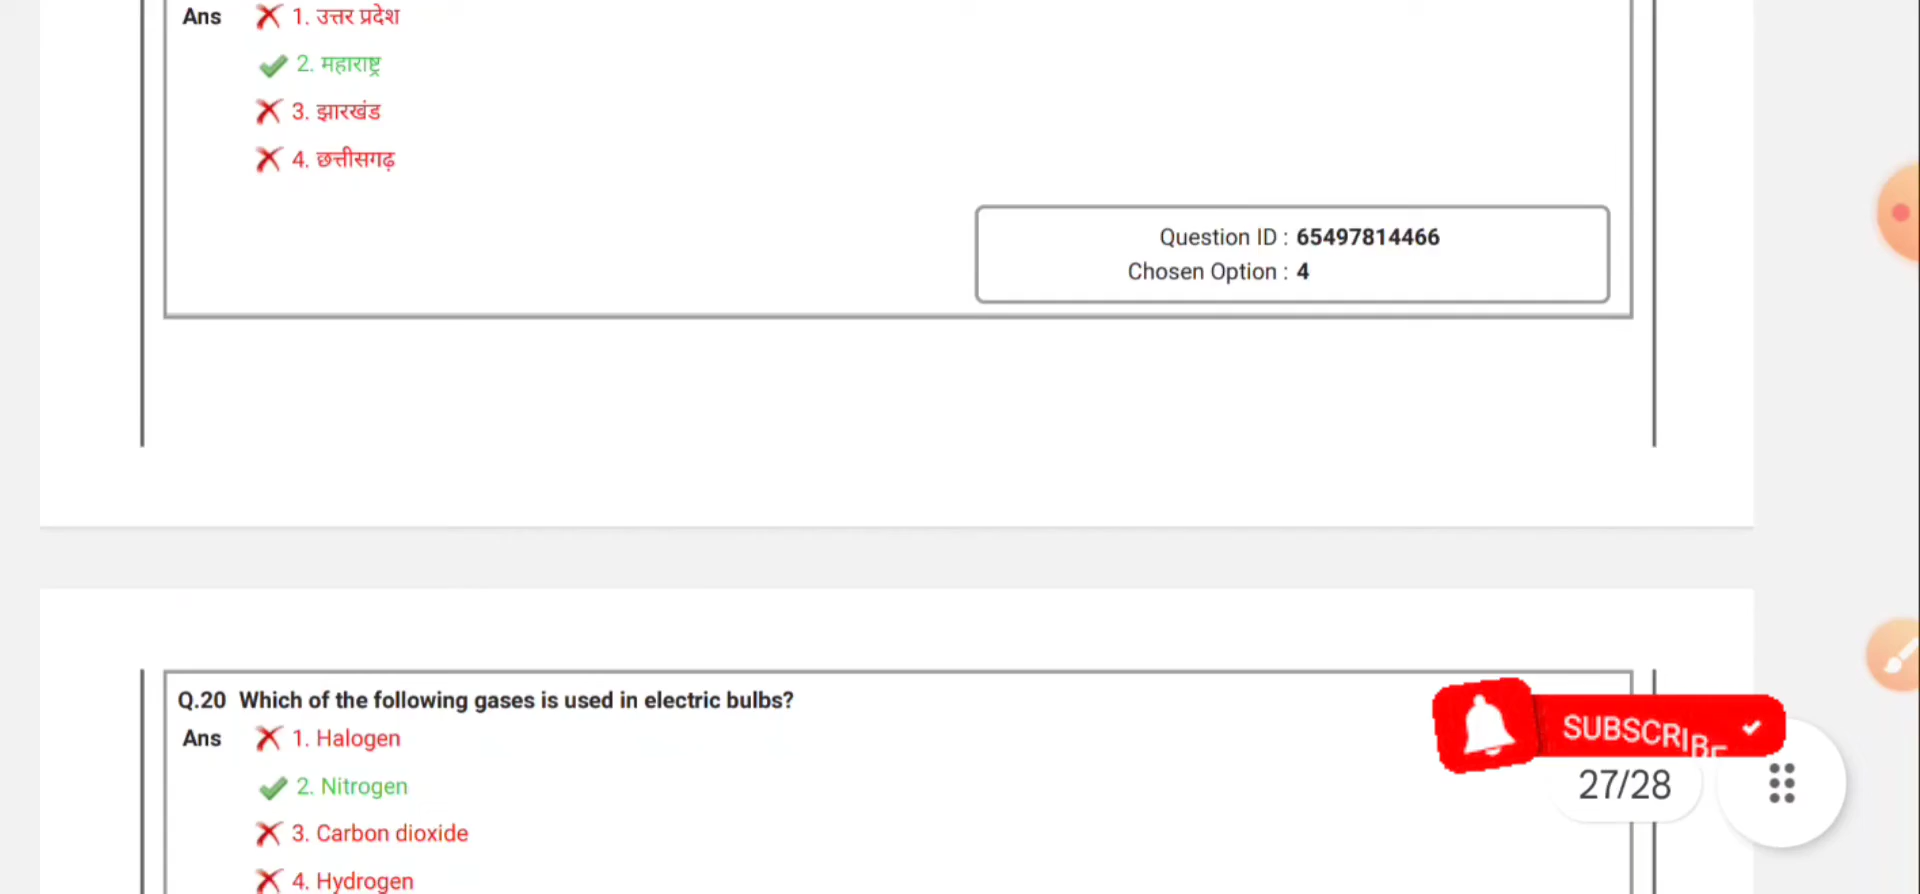 Ans 1. उत्तर प्रदेश
2. महाराष्ट्र
3. झारखंड
4. छत्तीसगढ़
Question ID : 65497814466
Chosen Option : 4
Q.20 Which of the following gases is used in electric bulbs?
Ans 1. Halogen
2. Nitrogen
3. Carbon dioxide
4. Hydrogen
SUBSCRIBE
27/28